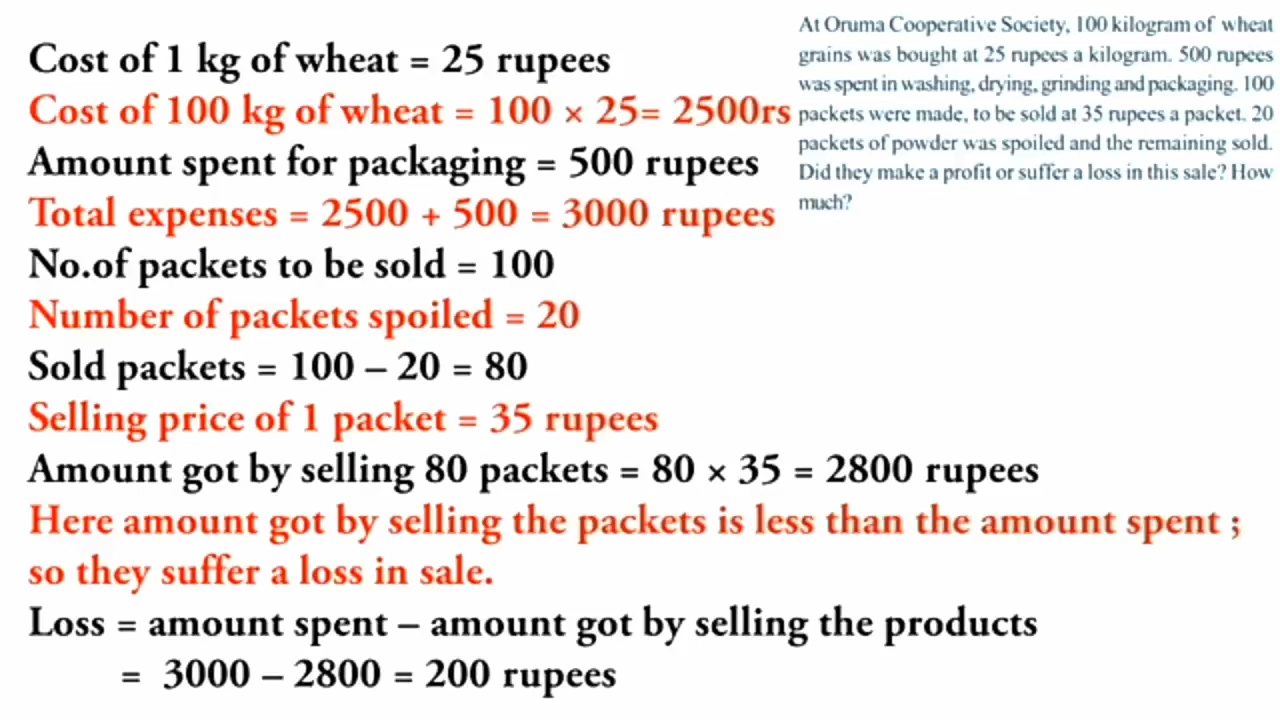 Cost of 1 kg of wheat = 25 rupees
Cost of 100 kg of wheat = 100 × 25= 2500rs
Amount spent for packaging = 500 rupees
Total expenses = 2500 + 500 = 3000 rupees
No.of packets to be sold = 100
Number of packets spoiled = 20
Sold packets = 100 – 20 = 80
Selling price of 1 packet = 35 rupees
Amount got by selling 80 packets = 80 × 35 = 2800 rupees
Here amount got by selling the packets is less than the amount spent ;
so they suffer a loss in sale.
Loss = amount spent – amount got by selling the products
= 3000 – 2800 = 200 rupees
At Oruma Cooperative Society, 100 kilogram of wheat
grains was bought at 25 rupees a kilogram. 500 rupees
was spent in washing, drying, grinding and packaging. 100
packets were made, to be sold at 35 rupees a packet. 20
packets of powder was spoiled and the remaining sold.
Did they make a profit or suffer a loss in this sale? How
much?